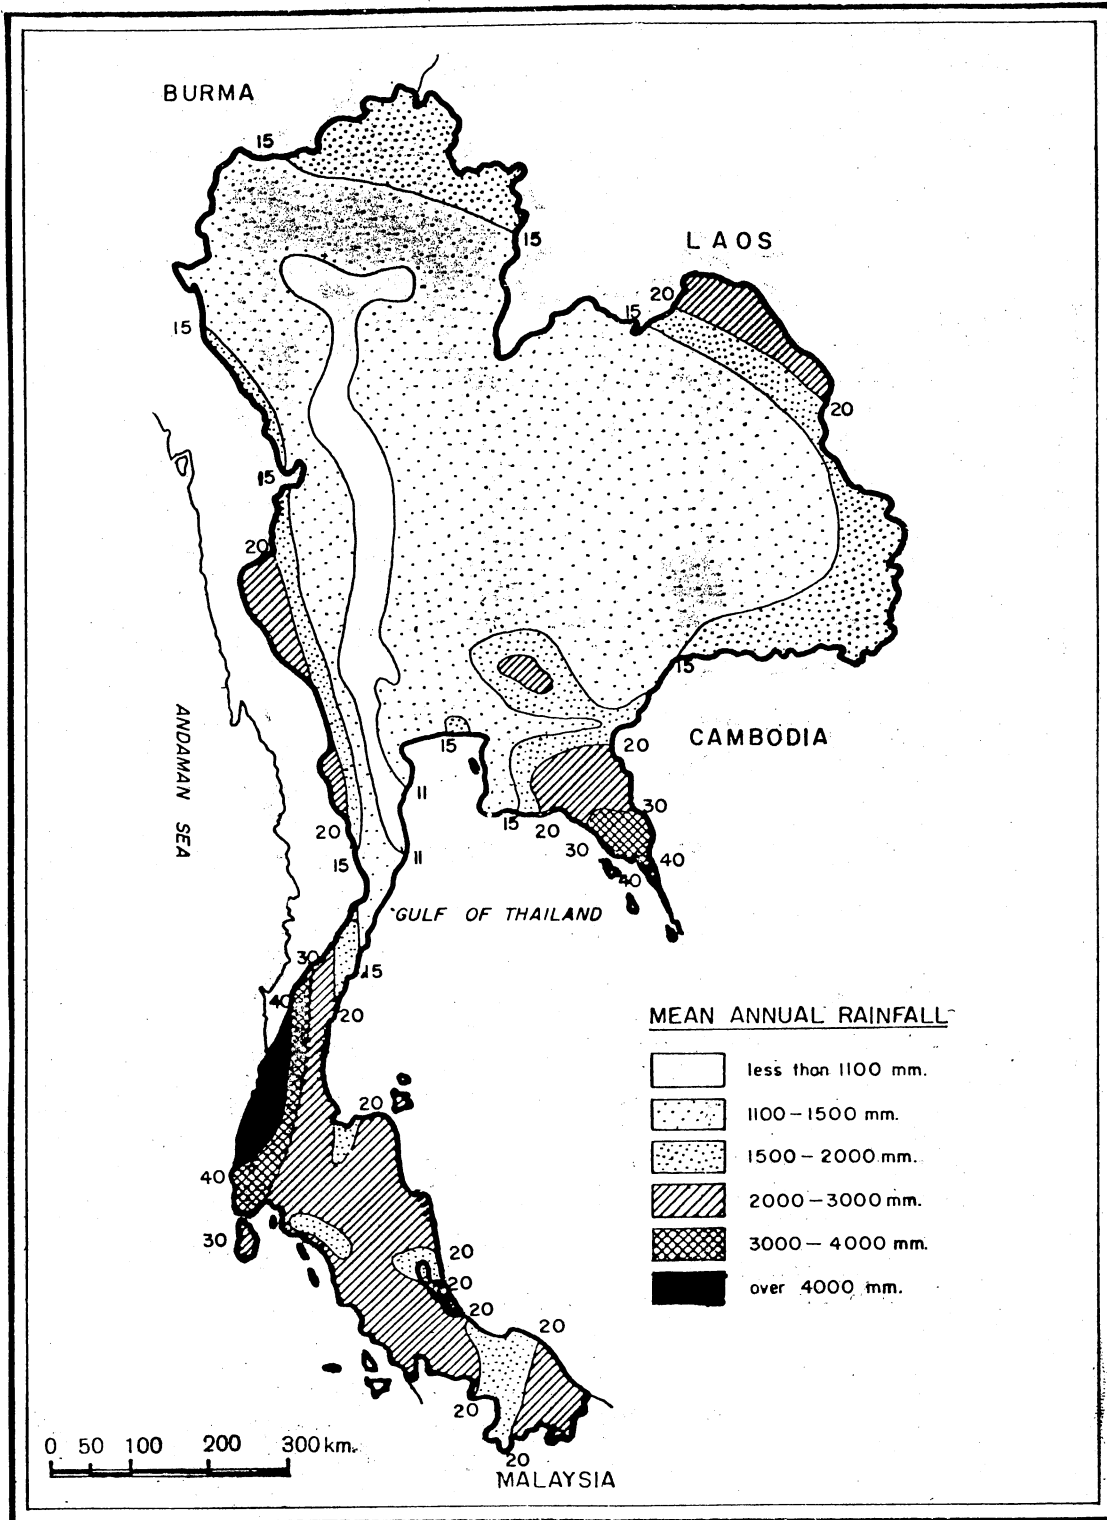 BURMA
15
15
LAOS
20
15
15
20
15
20
15
ANDAMAN SEA
CAMBODIA
20
15
11
30
15
20
20
30
40
15
11
40
GULF OF THAILAND
30
15
40
20
MEAN ANNUAL RAINFALL
less than 1100 mm.
1100–1500 mm.
1500–2000 mm.
2000–3000 mm.
3000–4000 mm.
over 4000 mm.
20
40
30
20
20
20
20
20
0 50 100 200 300 km.
20
MALAYSIA